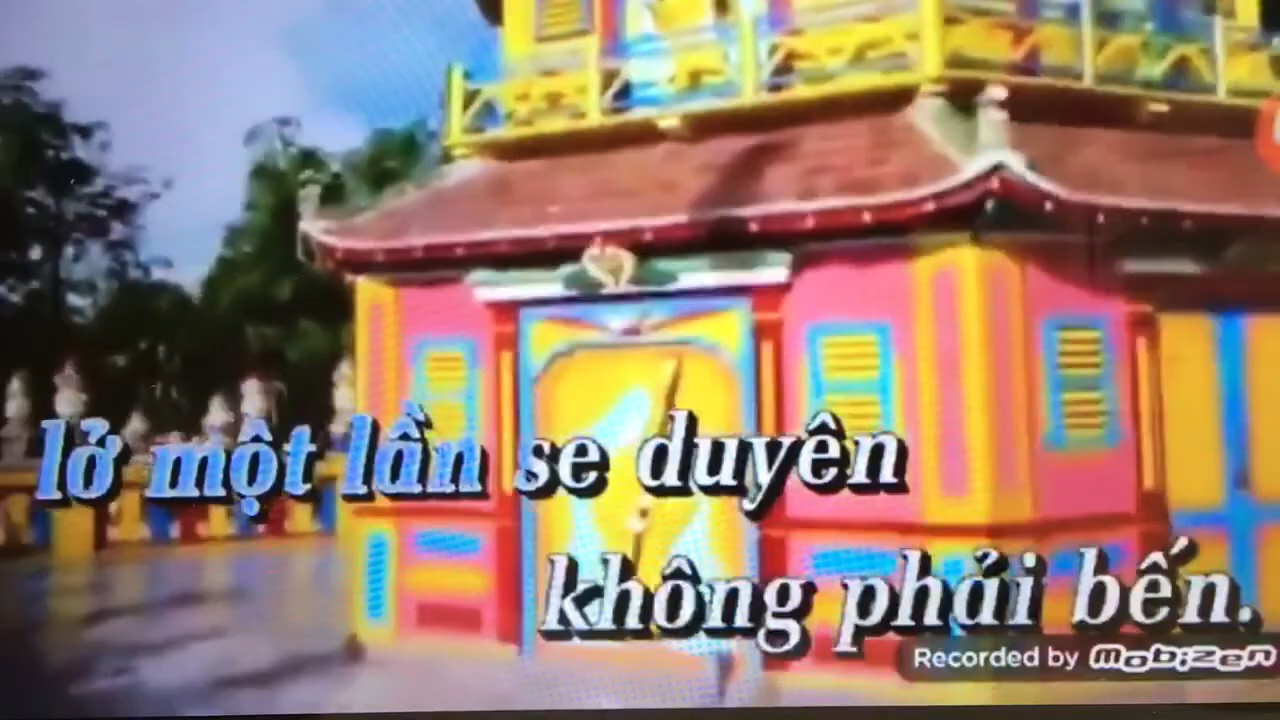 lở một lần se duyên
không phải bến.
Recorded by mobizen